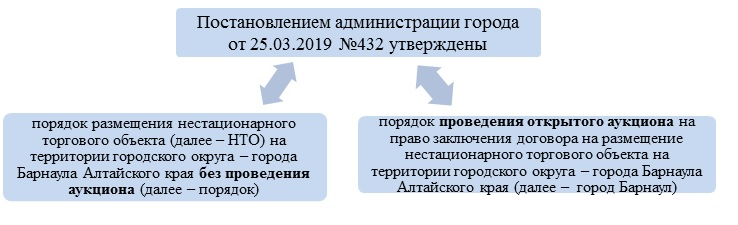 Постановлением администрации города
от 25.03.2019 №432 утверждены
порядок размещения нестационарного
торгового объекта (далее – НТО) на
территории городского округа – города
Барнаула Алтайского края без проведения
аукциона (далее – порядок)
порядок проведения открытого аукциона на
право заключения договора на размещение
нестационарного торгового объекта на
территории городского округа – города Барнаула
Алтайского края (далее – город Барнаул)